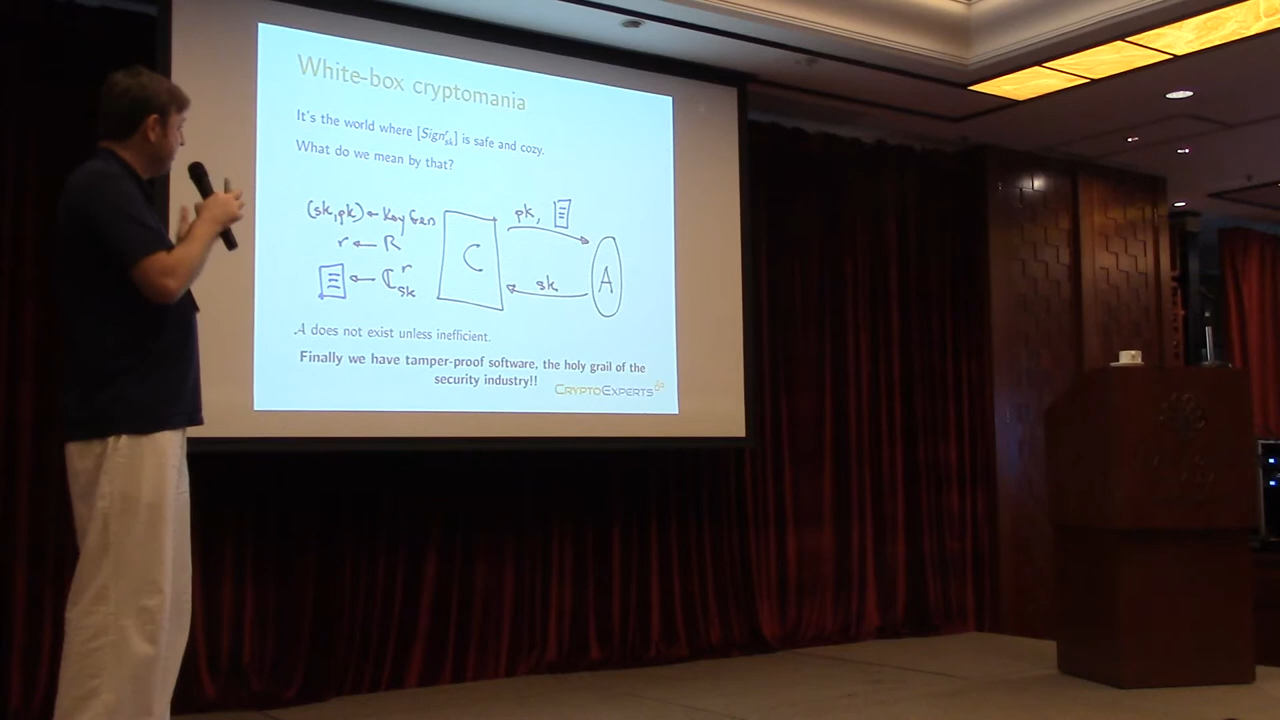 White-box cryptomania
It's the world where [Sign^r_sk] is safe and cozy.
What do we mean by that?
(sk,pk) ← KeyGen
r ← R
← C^r_sk
C
pk,
sk
A
A does not exist unless inefficient.
Finally we have tamper-proof software, the holy grail of the
security industry!!
CRYPTOEXPERTS